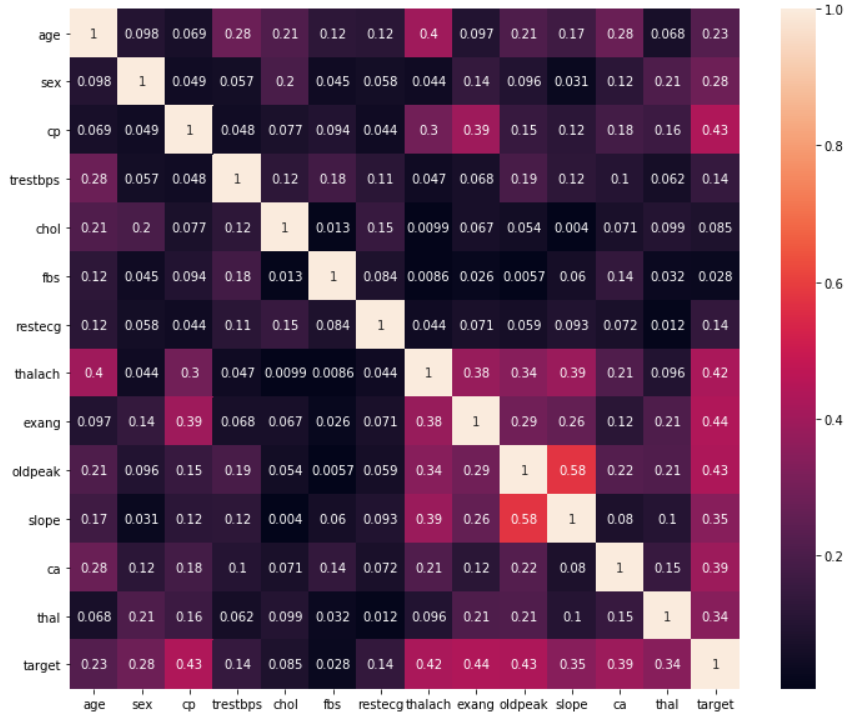 1.0
age 1 0.098 0.069 0.28 0.21 0.12 0.12 0.4 0.097 0.21 0.17 0.28 0.068 0.23
sex 0.098 1 0.049 0.057 0.2 0.045 0.058 0.044 0.14 0.096 0.031 0.12 0.21 0.28
cp 0.069 0.049 1 0.048 0.077 0.094 0.044 0.3 0.39 0.15 0.12 0.18 0.16 0.43
0.8
trestbps 0.28 0.057 0.048 1 0.12 0.18 0.11 0.047 0.068 0.19 0.12 0.1 0.062 0.14
chol 0.21 0.2 0.077 0.12 1 0.013 0.15 0.0099 0.067 0.054 0.004 0.071 0.099 0.085
fbs 0.12 0.045 0.094 0.18 0.013 1 0.084 0.0086 0.026 0.0057 0.06 0.14 0.032 0.028
0.6
restecg 0.12 0.058 0.044 0.11 0.15 0.084 1 0.044 0.071 0.059 0.093 0.072 0.012 0.14
thalach 0.4 0.044 0.3 0.047 0.0099 0.0086 0.044 1 0.38 0.34 0.39 0.21 0.096 0.42
exang 0.097 0.14 0.39 0.068 0.067 0.026 0.071 0.38 1 0.29 0.26 0.12 0.21 0.44
0.4
oldpeak 0.21 0.096 0.15 0.19 0.054 0.0057 0.059 0.34 0.29 1 0.58 0.22 0.21 0.43
slope 0.17 0.031 0.12 0.12 0.004 0.06 0.093 0.39 0.26 0.58 1 0.08 0.1 0.35
0.2
ca 0.28 0.12 0.18 0.1 0.071 0.14 0.072 0.21 0.12 0.22 0.08 1 0.15 0.39
thal 0.068 0.21 0.16 0.062 0.099 0.032 0.012 0.096 0.21 0.21 0.1 0.15 1 0.34
target 0.23 0.28 0.43 0.14 0.085 0.028 0.14 0.42 0.44 0.43 0.35 0.39 0.34 1
age sex cp trestbps chol fbs restecg thalach exang oldpeak slope ca thal target